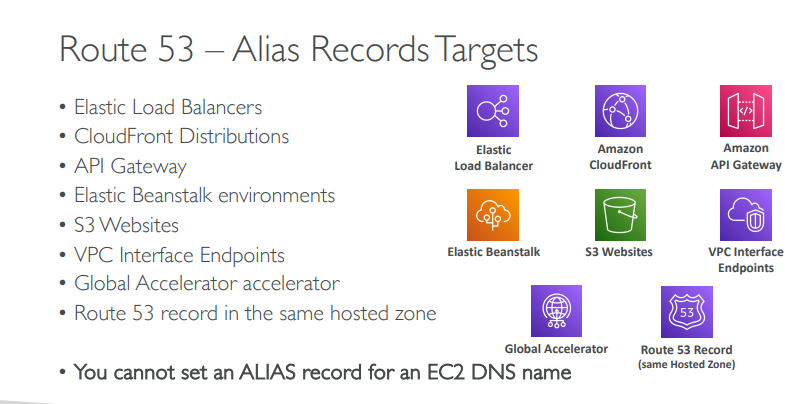 Route 53 – Alias Records Targets
• Elastic Load Balancers
• CloudFront Distributions
• API Gateway
• Elastic Beanstalk environments
• S3 Websites
• VPC Interface Endpoints
• Global Accelerator accelerator
• Route 53 record in the same hosted zone
• You cannot set an ALIAS record for an EC2 DNS name
Elastic
Load Balancer
Amazon
CloudFront
</>
Amazon
API Gateway
Elastic Beanstalk
S3 Websites
VPC Interface
Endpoints
Global Accelerator
53
Route 53 Record
(same Hosted Zone)